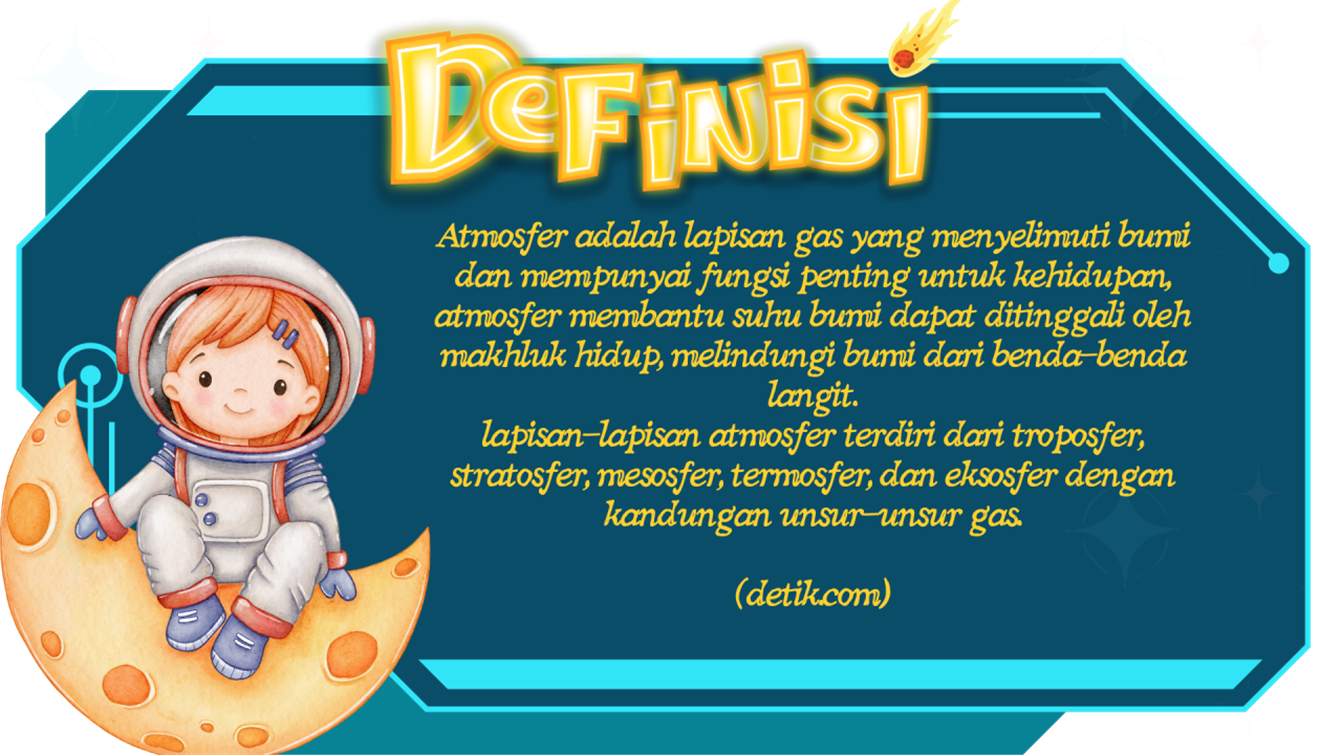 DeFiNiSi
Atmosfer adalah lapisan gas yang menyelimuti bumi
dan mempunyai fungsi penting untuk kehidupan,
atmosfer membantu suhu bumi dapat ditinggali oleh
makhluk hidup, melindungi bumi dari benda-benda
langit.
lapisan-lapisan atmosfer terdiri dari troposfer,
stratosfer, mesosfer, termosfer, dan eksosfer dengan
kandungan unsur-unsur gas.
(detik.com)